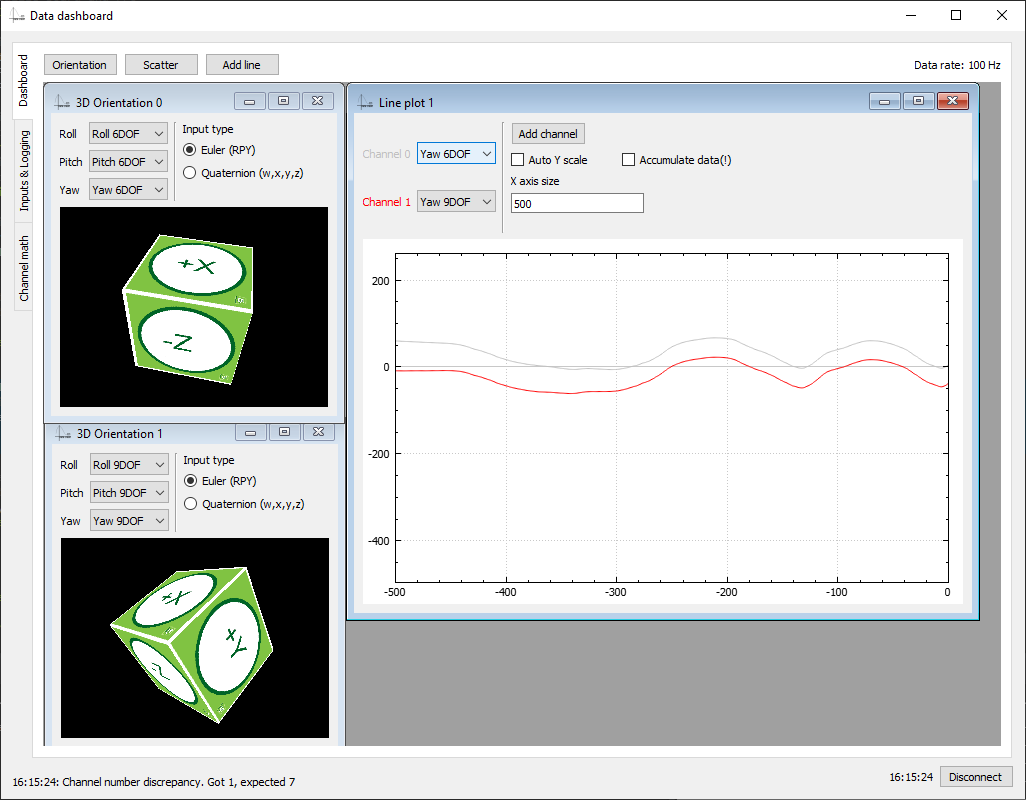 Data dashboard
Dashboard
Inputs & Logging
Channel math
Orientation
Scatter
Add line
Data rate: 100 Hz
3D Orientation 0
Roll
Roll 6DOF
Pitch
Pitch 6DOF
Yaw
Yaw 6DOF
Input type
Euler (RPY)
Quaternion (w,x,y,z)
+X
-Z
3D Orientation 1
Roll
Roll 9DOF
Pitch
Pitch 9DOF
Yaw
Yaw 9DOF
Input type
Euler (RPY)
Quaternion (w,x,y,z)
+X
-Z
Line plot 1
Channel 0
Yaw 6DOF
Channel 1
Yaw 9DOF
Add channel
Auto Y scale
Accumulate data(!)
X axis size
500
200
0
-200
-400
-500
-400
-300
-200
-100
0
16:15:24: Channel number discrepancy. Got 1, expected 7
16:15:24
Disconnect